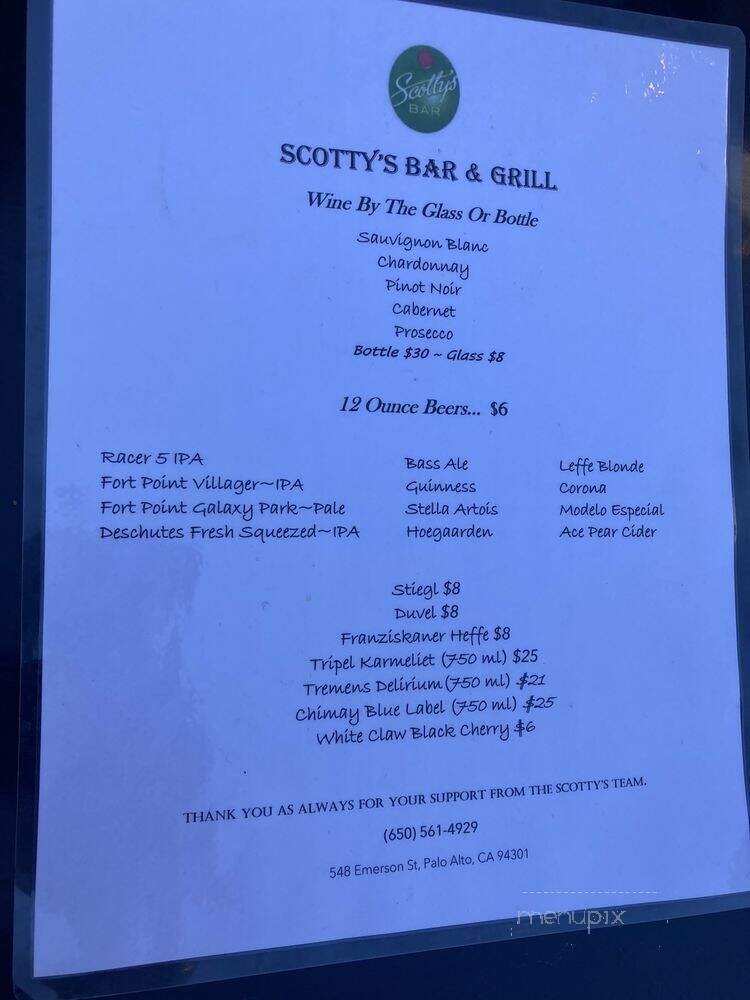 Scotty's
BAR
SCOTTY'S BAR & GRILL
Wine By The Glass Or Bottle
Sauvignon Blanc
Chardonnay
Pinot Noir
Cabernet
Prosecco
Bottle $30 ~ Glass $8
12 Ounce Beers... $6
Racer 5 IPA
Fort Point Villager~IPA
Fort Point Galaxy Park~Pale
Deschutes Fresh Squeezed~IPA
Bass Ale
Guinness
Stella Artois
Hoegaarden
Leffe Blonde
Corona
Modelo Especial
Ace Pear Cider
Stiegl $8
Duvel $8
Franziskaner Heffe $8
Tripel Karmeliet (750 ml) $25
Tremens Delirium (750 ml) $21
Chimay Blue Label (750 ml) $25
White Claw Black Cherry $6
THANK YOU AS ALWAYS FOR YOUR SUPPORT FROM THE SCOTTY'S TEAM.
(650) 561-4929
548 Emerson St, Palo Alto, CA 94301
menupix